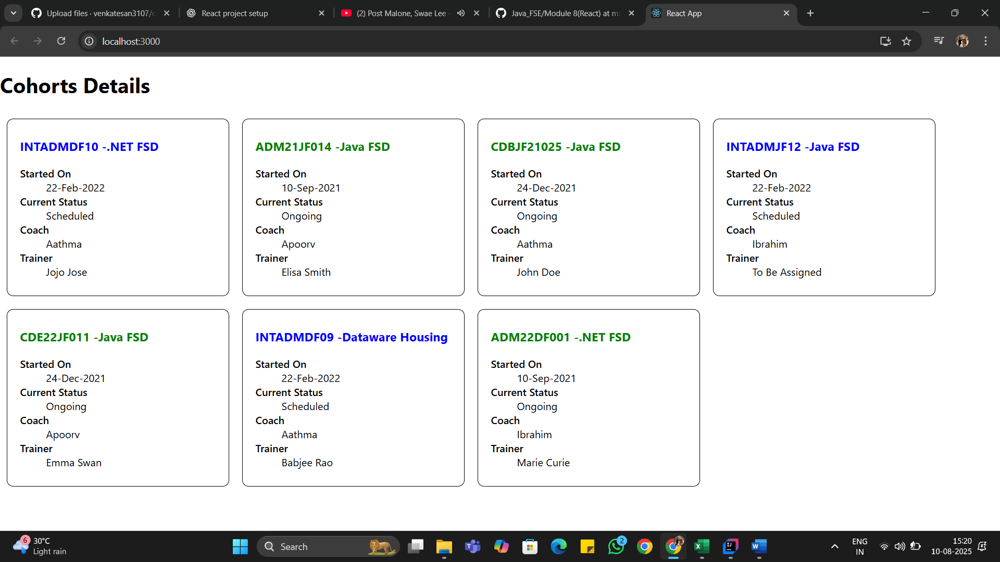 Upload files · venkatesan3107/c
React project setup
(2) Post Malone, Swae Lee -
Java_FSE/Module 8(React) at ma
React App
localhost:3000
Cohorts Details
INTADMDF10 -.NET FSD
Started On
22-Feb-2022
Current Status
Scheduled
Coach
Aathma
Trainer
Jojo Jose
ADM21JF014 -Java FSD
Started On
10-Sep-2021
Current Status
Ongoing
Coach
Apoorv
Trainer
Elisa Smith
CDBJF21025 -Java FSD
Started On
24-Dec-2021
Current Status
Ongoing
Coach
Aathma
Trainer
John Doe
INTADMJF12 -Java FSD
Started On
22-Feb-2022
Current Status
Scheduled
Coach
Ibrahim
Trainer
To Be Assigned
CDE22JF011 -Java FSD
Started On
24-Dec-2021
Current Status
Ongoing
Coach
Apoorv
Trainer
Emma Swan
INTADMDF09 -Dataware Housing
Started On
22-Feb-2022
Current Status
Scheduled
Coach
Aathma
Trainer
Babjee Rao
ADM22DF001 -.NET FSD
Started On
10-Sep-2021
Current Status
Ongoing
Coach
Ibrahim
Trainer
Marie Curie
6
30°C
Light rain
Search
2
ENG
IN
15:20
10-08-2025